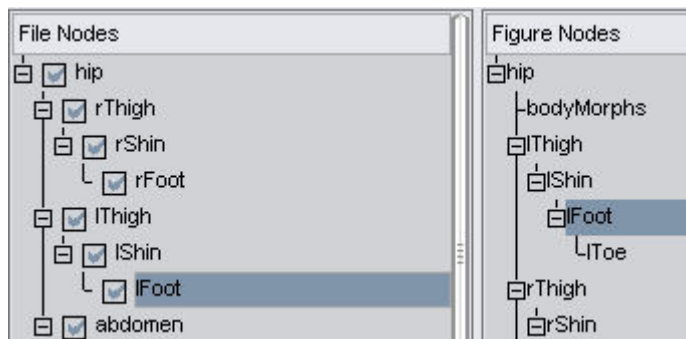 File Nodes
hip
rThigh
rShin
rFoot
lThigh
lShin
lFoot
abdomen
Figure Nodes
hip
bodyMorphs
lThigh
lShin
lFoot
lToe
rThigh
rShin